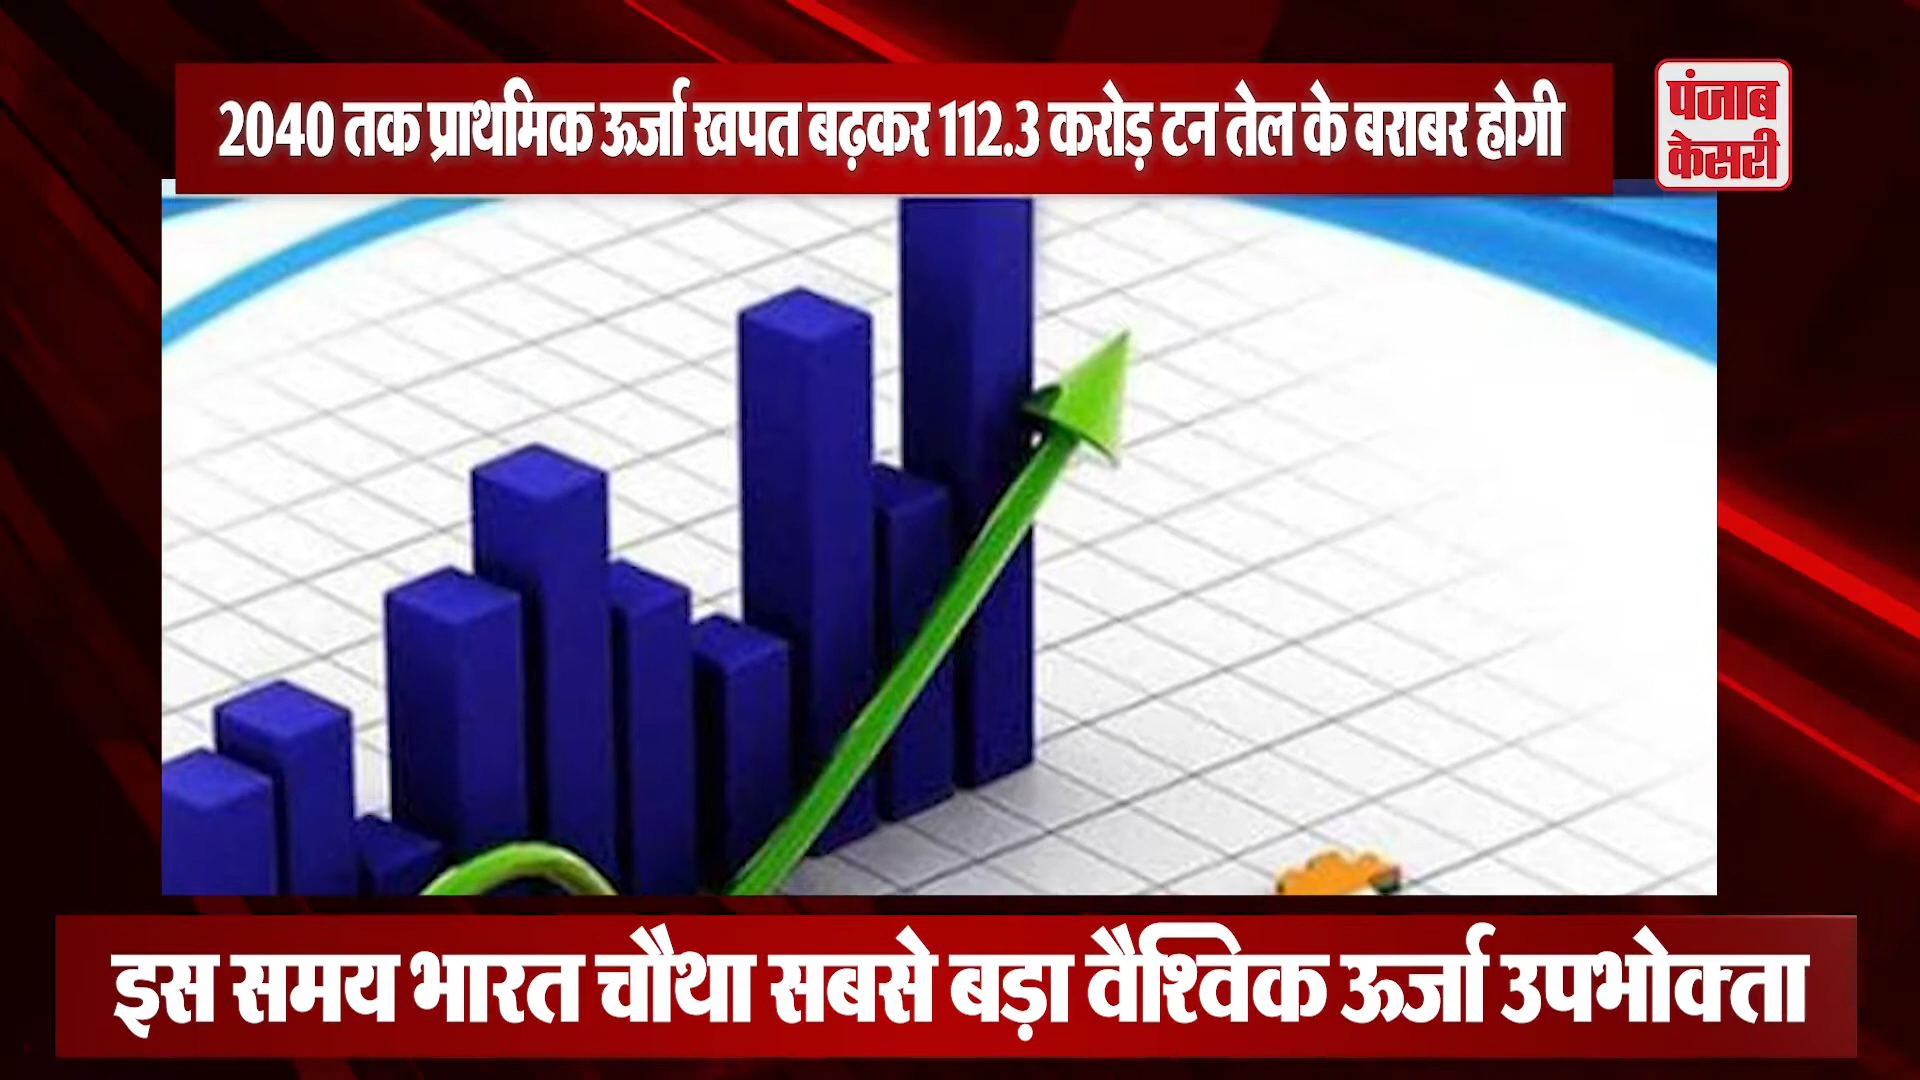 2040 तक प्राथमिक ऊर्जा खपत बढ़कर 112.3 करोड़ टन तेल के बराबर होगी
पंजाब
केसरी
इस समय भारत चौथा सबसे बड़ा वैश्विक ऊर्जा उपभोक्ता